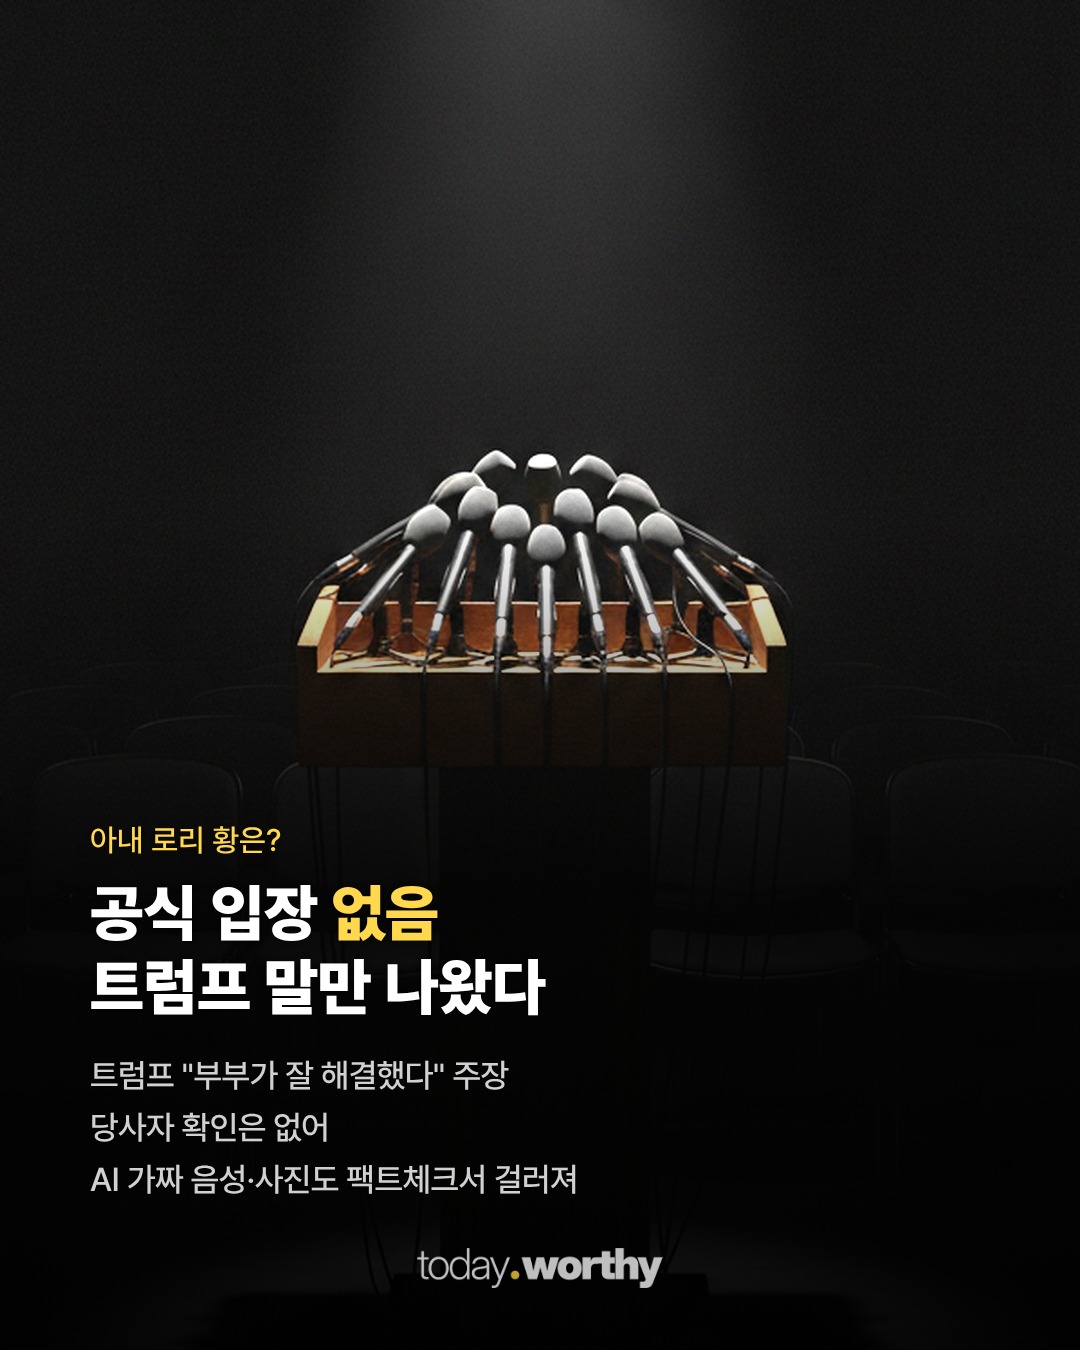 아내 로리 황은?
공식 입장 없음
트럼프 말만 나왔다
트럼프 "부부가 잘 해결했다" 주장
당사자 확인은 없어
AI 가짜 음성·사진도 팩트체크서 걸러져
today.worthy